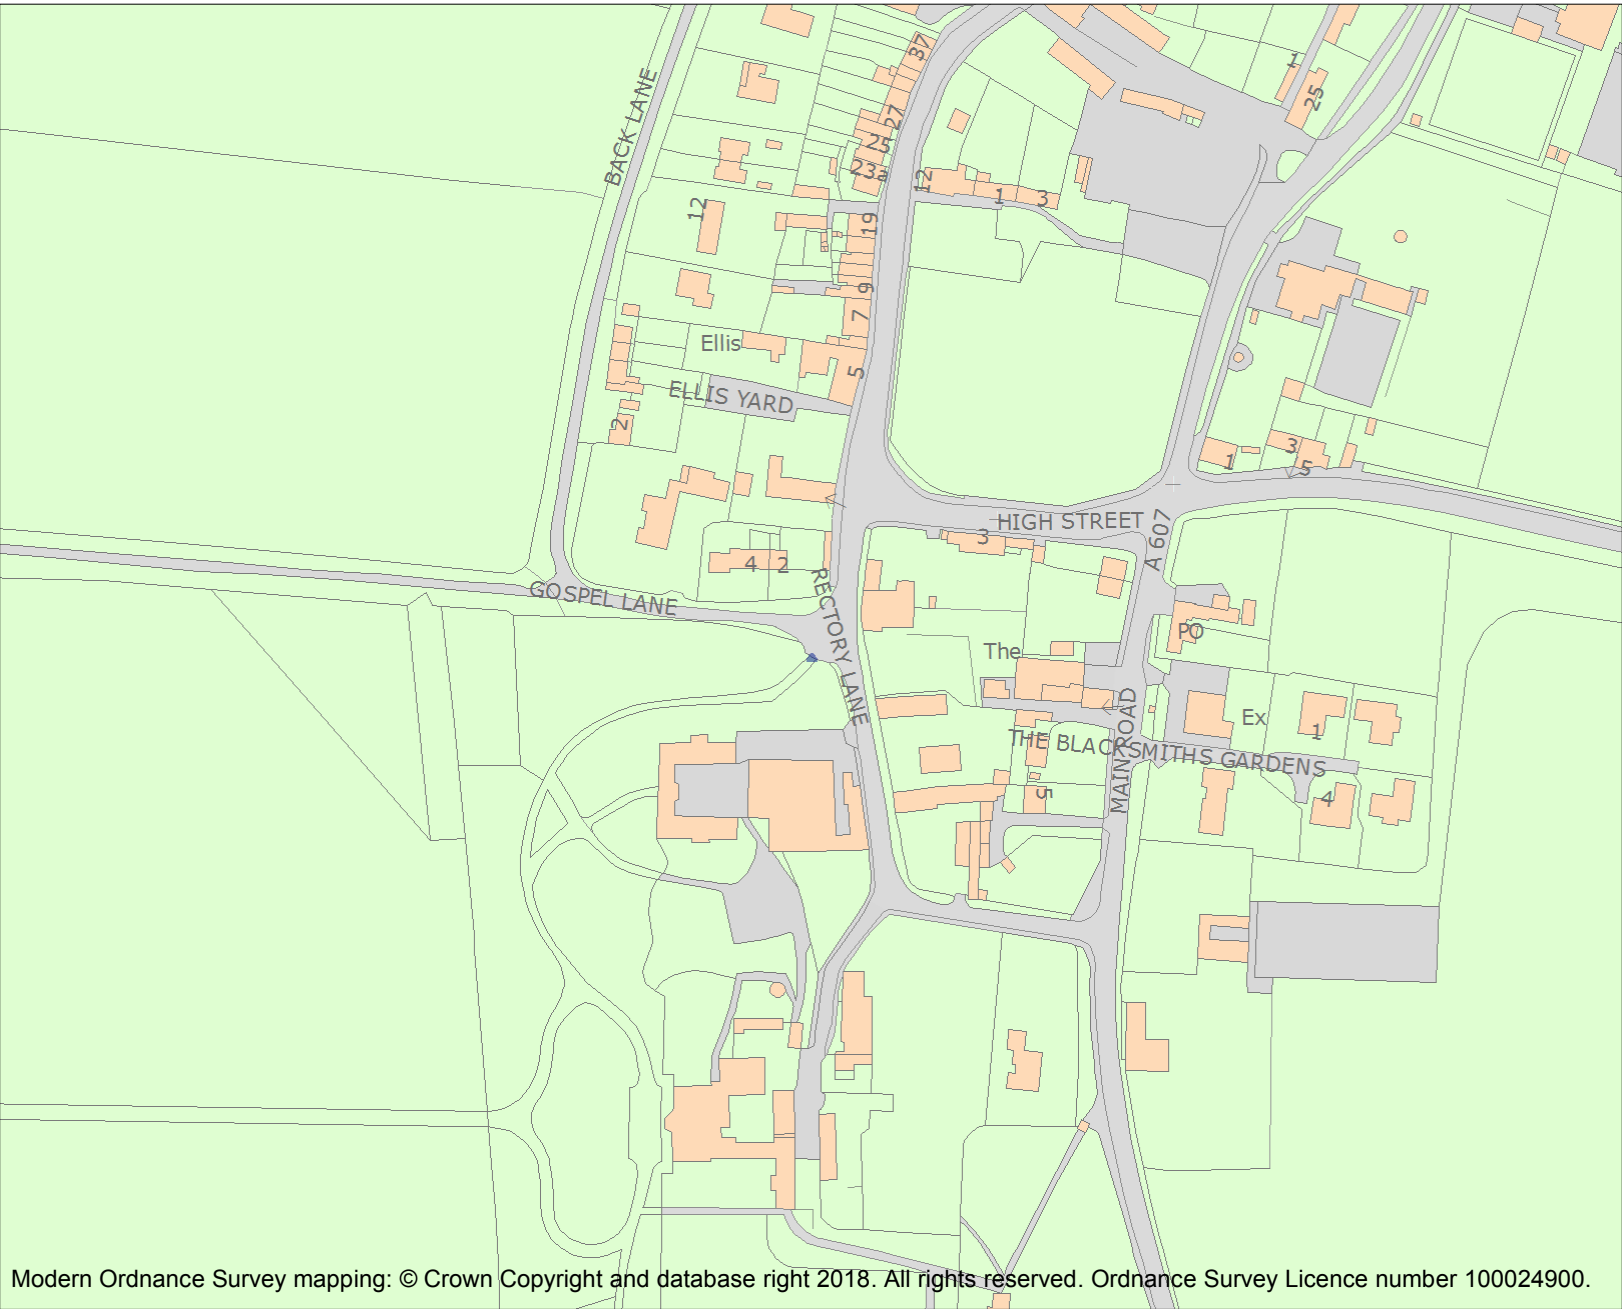 37
1
25
BACK LANE
27
25
23a
12
12
1
3
19
9
7
Ellis
5
ELLIS YARD
2
3
1
5
HIGH STREET
3
A 607
4
2
GOSPEL LANE
RECTORY LANE
PO
The
Ex
1
THE BLACKSMITHS GARDENS
MAIN ROAD
5
4
Modern Ordnance Survey mapping: © Crown Copyright and database right 2018. All rights reserved. Ordnance Survey Licence number 100024900.